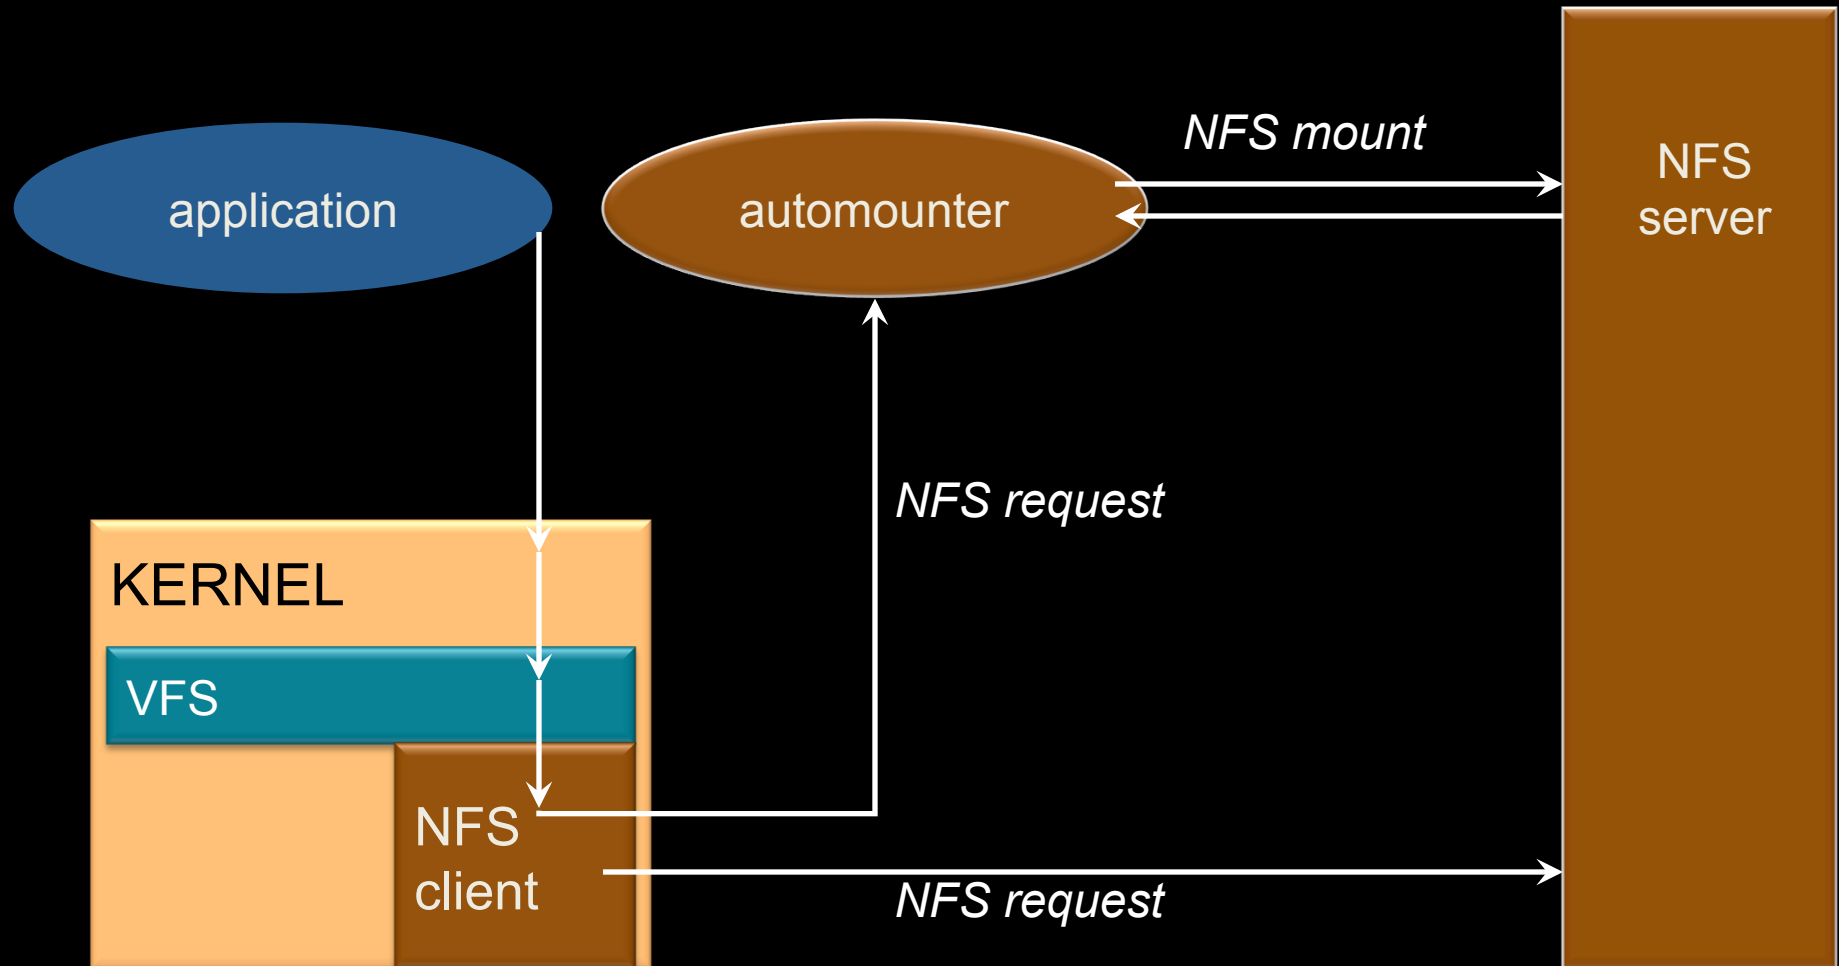 application
automounter
NFS mount
NFS
server
NFS request
KERNEL
VFS
NFS
client
NFS request